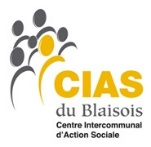 CIAS
du Blaisois
Centre Intercommunal
d'Action Sociale